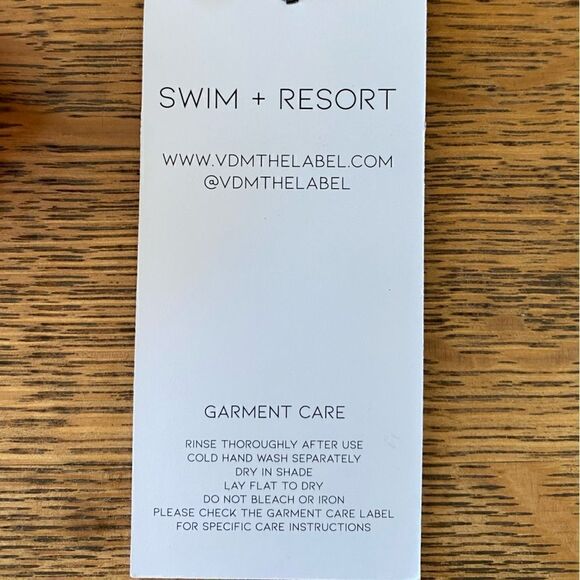 SWIM + RESORT
WWW.VDMTHELABEL.COM
@VDMTHELABEL
GARMENT CARE
RINSE THOROUGHLY AFTER USE
COLD HAND WASH SEPARATELY
DRY IN SHADE
LAY FLAT TO DRY
DO NOT BLEACH OR IRON
PLEASE CHECK THE GARMENT CARE LABEL
FOR SPECIFIC CARE INSTRUCTIONS